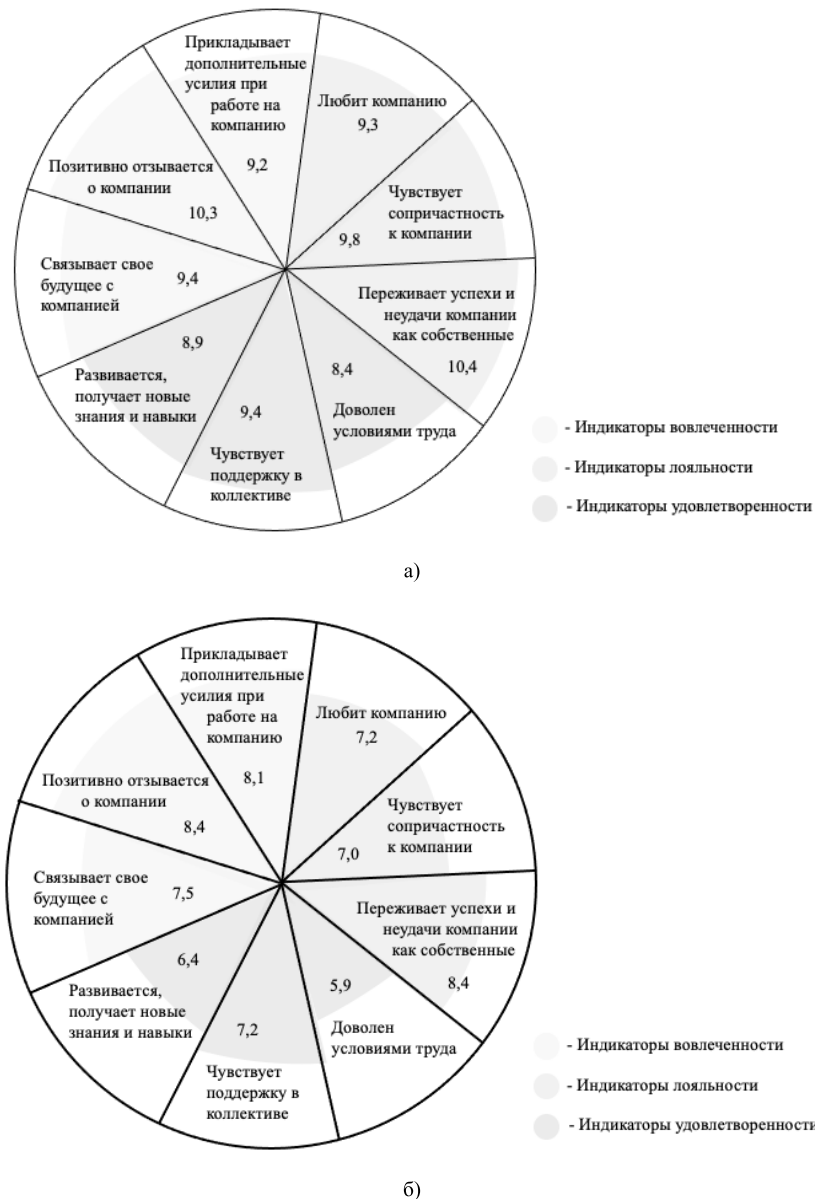 Прикладывает
дополнительные
усилия при
работе на
компанию
9,2
Любит компанию
9,3
Чувствует
сопричастность
к компании
9,8
Переживает успехи и
неудачи компании
как собственные
10,4
8,4
Доволен
условиями труда
9,4
Чувствует
поддержку в
коллективе
8,9
Развивается,
получает новые
знания и навыки
Связывает свое
будущее с
компанией
9,4
Позитивно отзывается
о компании
10,3
- Индикаторы вовлеченности
- Индикаторы лояльности
- Индикаторы удовлетворенности
а)
Прикладывает
дополнительные
усилия при
работе на
компанию
8,1
Любит компанию
7,2
Чувствует
сопричастность
к компании
7,0
Переживает успехи и
неудачи компании
как собственные
8,4
5,9
Доволен
условиями труда
7,2
Чувствует
поддержку в
коллективе
6,4
Развивается,
получает новые
знания и навыки
Связывает свое
будущее с
компанией
7,5
Позитивно отзывается
о компании
8,4
- Индикаторы вовлеченности
- Индикаторы лояльности
- Индикаторы удовлетворенности
б)